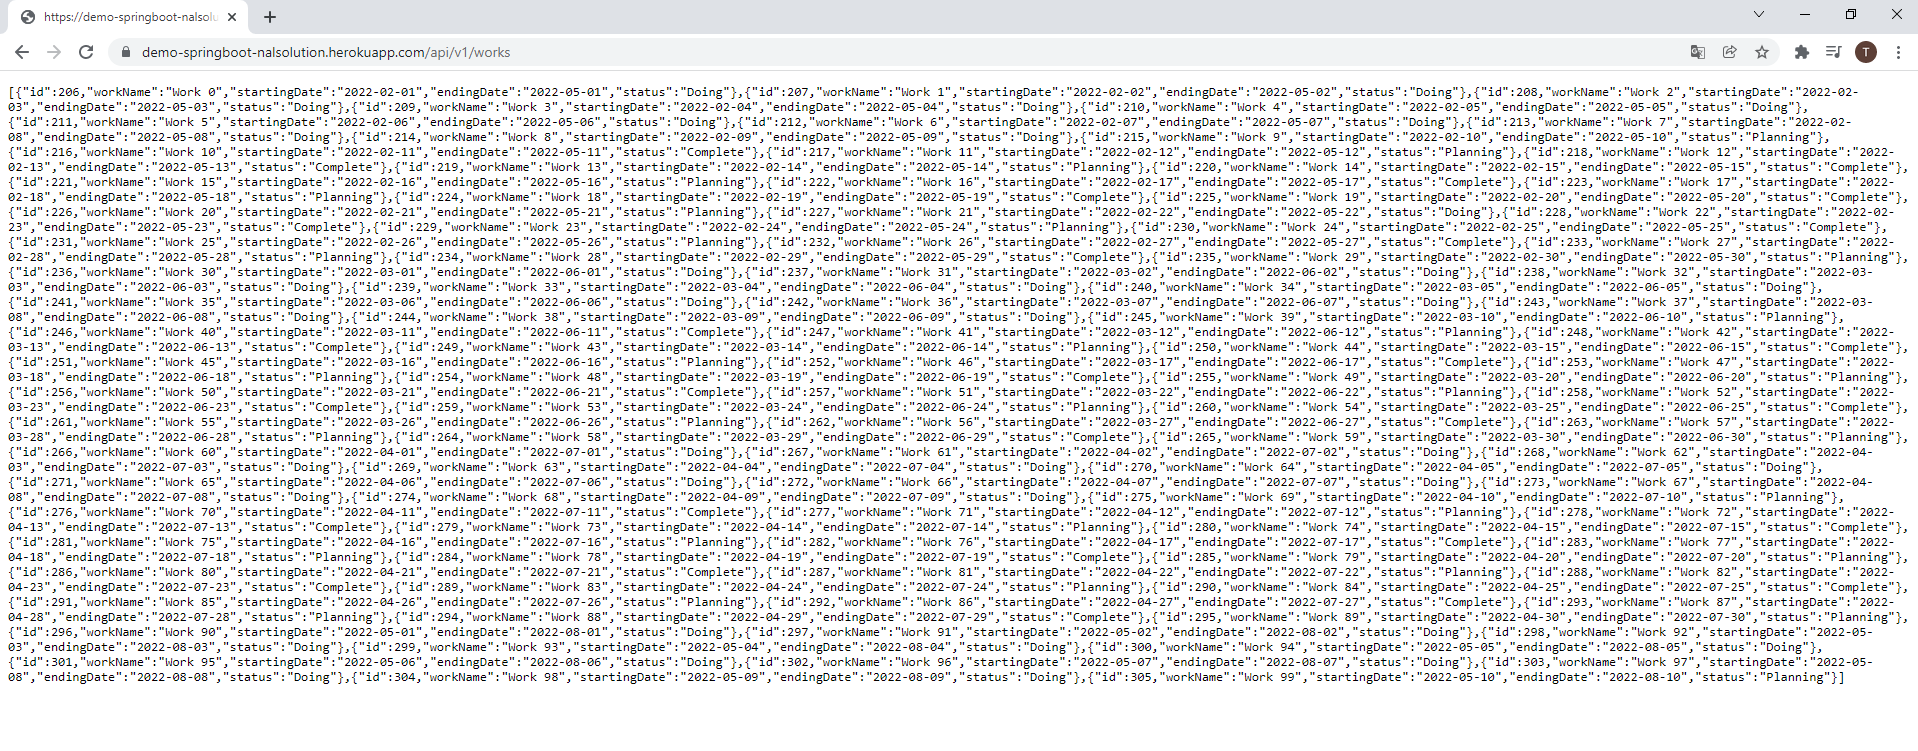 https://demo-springboot-nalsolu
demo-springboot-nalsolution.herokuapp.com/api/v1/works
T
[{"id":206,"workName":"Work 0","startingDate":"2022-02-01","endingDate":"2022-05-01","status":"Doing"},{"id":207,"workName":"Work 1","startingDate":"2022-02-02","endingDate":"2022-05-02","status":"Doing"},{"id":208,"workName":"Work 2","startingDate":"2022-02-
03","endingDate":"2022-05-03","status":"Doing"},{"id":209,"workName":"Work 3","startingDate":"2022-02-04","endingDate":"2022-05-04","status":"Doing"},{"id":210,"workName":"Work 4","startingDate":"2022-02-05","endingDate":"2022-05-05","status":"Doing"},
{"id":211,"workName":"Work 5","startingDate":"2022-02-06","endingDate":"2022-05-06","status":"Doing"},{"id":212,"workName":"Work 6","startingDate":"2022-02-07","endingDate":"2022-05-07","status":"Doing"},{"id":213,"workName":"Work 7","startingDate":"2022-02-
08","endingDate":"2022-05-08","status":"Doing"},{"id":214,"workName":"Work 8","startingDate":"2022-02-09","endingDate":"2022-05-09","status":"Doing"},{"id":215,"workName":"Work 9","startingDate":"2022-02-10","endingDate":"2022-05-10","status":"Planning"},
{"id":216,"workName":"Work 10","startingDate":"2022-02-11","endingDate":"2022-05-11","status":"Complete"},{"id":217,"workName":"Work 11","startingDate":"2022-02-12","endingDate":"2022-05-12","status":"Planning"},{"id":218,"workName":"Work 12","startingDate":"2022-
02-13","endingDate":"2022-05-13","status":"Complete"},{"id":219,"workName":"Work 13","startingDate":"2022-02-14","endingDate":"2022-05-14","status":"Planning"},{"id":220,"workName":"Work 14","startingDate":"2022-02-15","endingDate":"2022-05-15","status":"Complete"},
{"id":221,"workName":"Work 15","startingDate":"2022-02-16","endingDate":"2022-05-16","status":"Planning"},{"id":222,"workName":"Work 16","startingDate":"2022-02-17","endingDate":"2022-05-17","status":"Complete"},{"id":223,"workName":"Work 17","startingDate":"2022-
02-18","endingDate":"2022-05-18","status":"Planning"},{"id":224,"workName":"Work 18","startingDate":"2022-02-19","endingDate":"2022-05-19","status":"Complete"},{"id":225,"workName":"Work 19","startingDate":"2022-02-20","endingDate":"2022-05-20","status":"Complete"},
{"id":226,"workName":"Work 20","startingDate":"2022-02-21","endingDate":"2022-05-21","status":"Planning"},{"id":227,"workName":"Work 21","startingDate":"2022-02-22","endingDate":"2022-05-22","status":"Doing"},{"id":228,"workName":"Work 22","startingDate":"2022-02-
23","endingDate":"2022-05-23","status":"Complete"},{"id":229,"workName":"Work 23","startingDate":"2022-02-24","endingDate":"2022-05-24","status":"Planning"},{"id":230,"workName":"Work 24","startingDate":"2022-02-25","endingDate":"2022-05-25","status":"Complete"},
{"id":231,"workName":"Work 25","startingDate":"2022-02-26","endingDate":"2022-05-26","status":"Planning"},{"id":232,"workName":"Work 26","startingDate":"2022-02-27","endingDate":"2022-05-27","status":"Complete"},{"id":233,"workName":"Work 27","startingDate":"2022-
02-28","endingDate":"2022-05-28","status":"Planning"},{"id":234,"workName":"Work 28","startingDate":"2022-02-29","endingDate":"2022-05-29","status":"Complete"},{"id":235,"workName":"Work 29","startingDate":"2022-02-30","endingDate":"2022-05-30","status":"Planning"},
{"id":236,"workName":"Work 30","startingDate":"2022-03-01","endingDate":"2022-06-01","status":"Doing"},{"id":237,"workName":"Work 31","startingDate":"2022-03-02","endingDate":"2022-06-02","status":"Doing"},{"id":238,"workName":"Work 32","startingDate":"2022-03-
03","endingDate":"2022-06-03","status":"Doing"},{"id":239,"workName":"Work 33","startingDate":"2022-03-04","endingDate":"2022-06-04","status":"Doing"},{"id":240,"workName":"Work 34","startingDate":"2022-03-05","endingDate":"2022-06-05","status":"Doing"},
{"id":241,"workName":"Work 35","startingDate":"2022-03-06","endingDate":"2022-06-06","status":"Doing"},{"id":242,"workName":"Work 36","startingDate":"2022-03-07","endingDate":"2022-06-07","status":"Doing"},{"id":243,"workName":"Work 37","startingDate":"2022-03-
08","endingDate":"2022-06-08","status":"Doing"},{"id":244,"workName":"Work 38","startingDate":"2022-03-09","endingDate":"2022-06-09","status":"Doing"},{"id":245,"workName":"Work 39","startingDate":"2022-03-10","endingDate":"2022-06-10","status":"Planning"},
{"id":246,"workName":"Work 40","startingDate":"2022-03-11","endingDate":"2022-06-11","status":"Complete"},{"id":247,"workName":"Work 41","startingDate":"2022-03-12","endingDate":"2022-06-12","status":"Planning"},{"id":248,"workName":"Work 42","startingDate":"2022-
03-13","endingDate":"2022-06-13","status":"Complete"},{"id":249,"workName":"Work 43","startingDate":"2022-03-14","endingDate":"2022-06-14","status":"Planning"},{"id":250,"workName":"Work 44","startingDate":"2022-03-15","endingDate":"2022-06-15","status":"Complete"},
{"id":251,"workName":"Work 45","startingDate":"2022-03-16","endingDate":"2022-06-16","status":"Planning"},{"id":252,"workName":"Work 46","startingDate":"2022-03-17","endingDate":"2022-06-17","status":"Complete"},{"id":253,"workName":"Work 47","startingDate":"2022-
03-18","endingDate":"2022-06-18","status":"Planning"},{"id":254,"workName":"Work 48","startingDate":"2022-03-19","endingDate":"2022-06-19","status":"Complete"},{"id":255,"workName":"Work 49","startingDate":"2022-03-20","endingDate":"2022-06-20","status":"Planning"},
{"id":256,"workName":"Work 50","startingDate":"2022-03-21","endingDate":"2022-06-21","status":"Complete"},{"id":257,"workName":"Work 51","startingDate":"2022-03-22","endingDate":"2022-06-22","status":"Planning"},{"id":258,"workName":"Work 52","startingDate":"2022-
03-23","endingDate":"2022-06-23","status":"Complete"},{"id":259,"workName":"Work 53","startingDate":"2022-03-24","endingDate":"2022-06-24","status":"Planning"},{"id":260,"workName":"Work 54","startingDate":"2022-03-25","endingDate":"2022-06-25","status":"Complete"},
{"id":261,"workName":"Work 55","startingDate":"2022-03-26","endingDate":"2022-06-26","status":"Planning"},{"id":262,"workName":"Work 56","startingDate":"2022-03-27","endingDate":"2022-06-27","status":"Complete"},{"id":263,"workName":"Work 57","startingDate":"2022-
03-28","endingDate":"2022-06-28","status":"Planning"},{"id":264,"workName":"Work 58","startingDate":"2022-03-29","endingDate":"2022-06-29","status":"Complete"},{"id":265,"workName":"Work 59","startingDate":"2022-03-30","endingDate":"2022-06-30","status":"Planning"},
{"id":266,"workName":"Work 60","startingDate":"2022-04-01","endingDate":"2022-07-01","status":"Doing"},{"id":267,"workName":"Work 61","startingDate":"2022-04-02","endingDate":"2022-07-02","status":"Doing"},{"id":268,"workName":"Work 62","startingDate":"2022-04-
03","endingDate":"2022-07-03","status":"Doing"},{"id":269,"workName":"Work 63","startingDate":"2022-04-04","endingDate":"2022-07-04","status":"Doing"},{"id":270,"workName":"Work 64","startingDate":"2022-04-05","endingDate":"2022-07-05","status":"Doing"},
{"id":271,"workName":"Work 65","startingDate":"2022-04-06","endingDate":"2022-07-06","status":"Doing"},{"id":272,"workName":"Work 66","startingDate":"2022-04-07","endingDate":"2022-07-07","status":"Doing"},{"id":273,"workName":"Work 67","startingDate":"2022-04-
08","endingDate":"2022-07-08","status":"Doing"},{"id":274,"workName":"Work 68","startingDate":"2022-04-09","endingDate":"2022-07-09","status":"Doing"},{"id":275,"workName":"Work 69","startingDate":"2022-04-10","endingDate":"2022-07-10","status":"Planning"},
{"id":276,"workName":"Work 70","startingDate":"2022-04-11","endingDate":"2022-07-11","status":"Complete"},{"id":277,"workName":"Work 71","startingDate":"2022-04-12","endingDate":"2022-07-12","status":"Planning"},{"id":278,"workName":"Work 72","startingDate":"2022-
04-13","endingDate":"2022-07-13","status":"Complete"},{"id":279,"workName":"Work 73","startingDate":"2022-04-14","endingDate":"2022-07-14","status":"Planning"},{"id":280,"workName":"Work 74","startingDate":"2022-04-15","endingDate":"2022-07-15","status":"Complete"},
{"id":281,"workName":"Work 75","startingDate":"2022-04-16","endingDate":"2022-07-16","status":"Planning"},{"id":282,"workName":"Work 76","startingDate":"2022-04-17","endingDate":"2022-07-17","status":"Complete"},{"id":283,"workName":"Work 77","startingDate":"2022-
04-18","endingDate":"2022-07-18","status":"Planning"},{"id":284,"workName":"Work 78","startingDate":"2022-04-19","endingDate":"2022-07-19","status":"Complete"},{"id":285,"workName":"Work 79","startingDate":"2022-04-20","endingDate":"2022-07-20","status":"Planning"},
{"id":286,"workName":"Work 80","startingDate":"2022-04-21","endingDate":"2022-07-21","status":"Complete"},{"id":287,"workName":"Work 81","startingDate":"2022-04-22","endingDate":"2022-07-22","status":"Planning"},{"id":288,"workName":"Work 82","startingDate":"2022-
04-23","endingDate":"2022-07-23","status":"Complete"},{"id":289,"workName":"Work 83","startingDate":"2022-04-24","endingDate":"2022-07-24","status":"Planning"},{"id":290,"workName":"Work 84","startingDate":"2022-04-25","endingDate":"2022-07-25","status":"Complete"},
{"id":291,"workName":"Work 85","startingDate":"2022-04-26","endingDate":"2022-07-26","status":"Planning"},{"id":292,"workName":"Work 86","startingDate":"2022-04-27","endingDate":"2022-07-27","status":"Complete"},{"id":293,"workName":"Work 87","startingDate":"2022-
04-28","endingDate":"2022-07-28","status":"Planning"},{"id":294,"workName":"Work 88","startingDate":"2022-04-29","endingDate":"2022-07-29","status":"Complete"},{"id":295,"workName":"Work 89","startingDate":"2022-04-30","endingDate":"2022-07-30","status":"Planning"},
{"id":296,"workName":"Work 90","startingDate":"2022-05-01","endingDate":"2022-08-01","status":"Doing"},{"id":297,"workName":"Work 91","startingDate":"2022-05-02","endingDate":"2022-08-02","status":"Doing"},{"id":298,"workName":"Work 92","startingDate":"2022-05-
03","endingDate":"2022-08-03","status":"Doing"},{"id":299,"workName":"Work 93","startingDate":"2022-05-04","endingDate":"2022-08-04","status":"Doing"},{"id":300,"workName":"Work 94","startingDate":"2022-05-05","endingDate":"2022-08-05","status":"Doing"},
{"id":301,"workName":"Work 95","startingDate":"2022-05-06","endingDate":"2022-08-06","status":"Doing"},{"id":302,"workName":"Work 96","startingDate":"2022-05-07","endingDate":"2022-08-07","status":"Doing"},{"id":303,"workName":"Work 97","startingDate":"2022-05-
08","endingDate":"2022-08-08","status":"Doing"},{"id":304,"workName":"Work 98","startingDate":"2022-05-09","endingDate":"2022-08-09","status":"Doing"},{"id":305,"workName":"Work 99","startingDate":"2022-05-10","endingDate":"2022-08-10","status":"Planning"}]